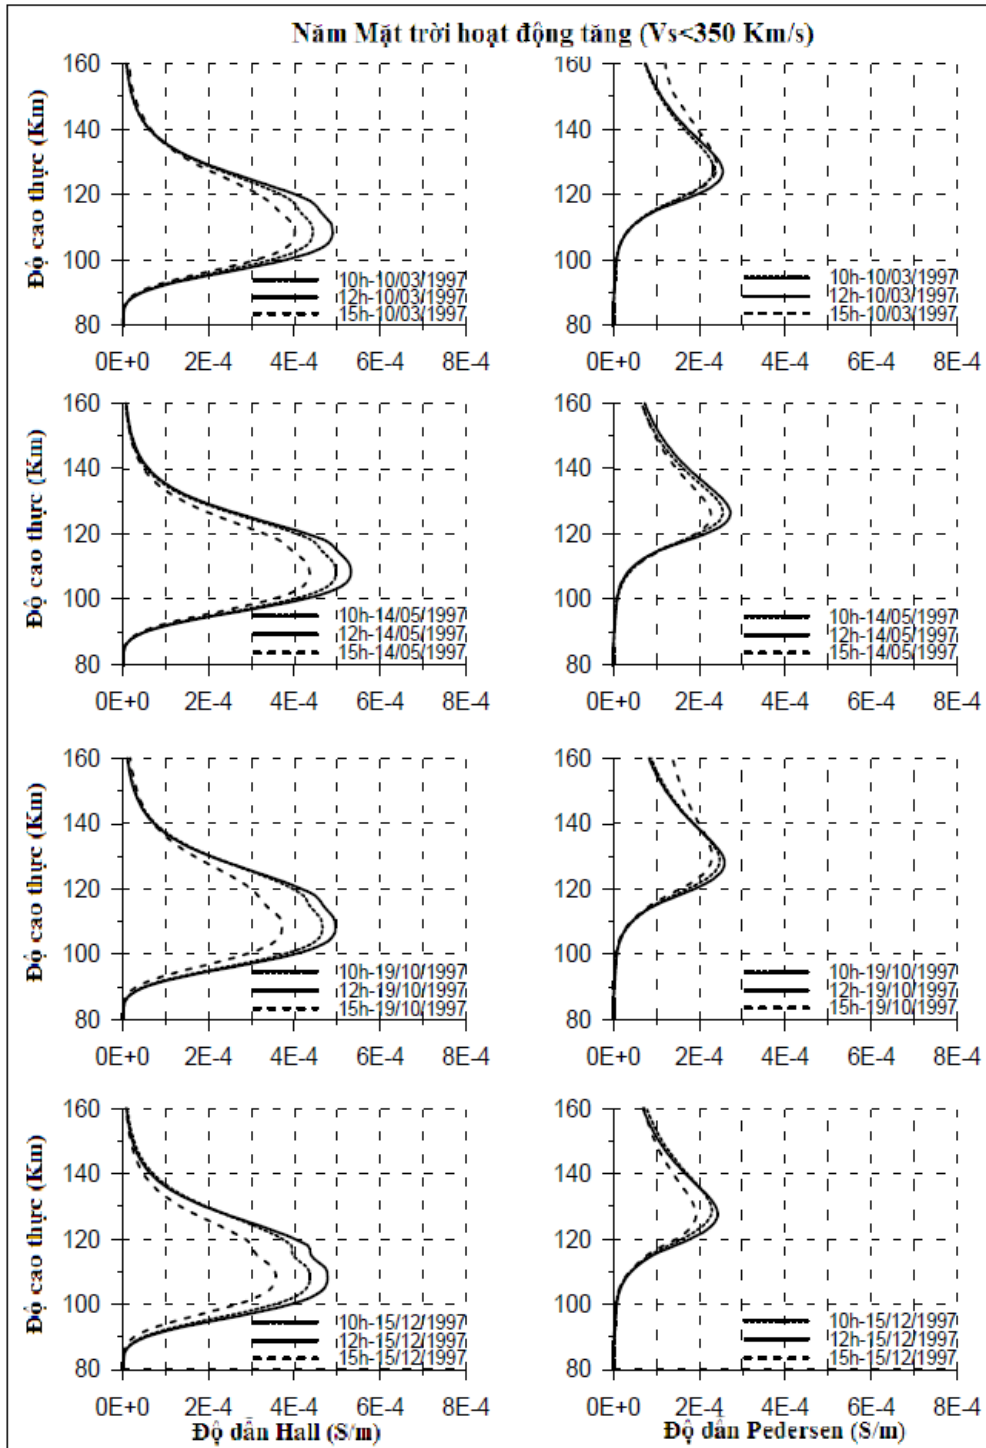 Năm Mặt trời hoạt động tăng (Vs<350 Km/s)
Độ cao thực (Km)
160
140
120
100
80
10h-10/03/1997
12h-10/03/1997
15h-10/03/1997
0E+0 2E-4 4E-4 6E-4 8E-4
160
140
120
100
80
10h-10/03/1997
12h-10/03/1997
15h-10/03/1997
0E+0 2E-4 4E-4 6E-4 8E-4
Độ cao thực (Km)
160
140
120
100
80
10h-14/05/1997
12h-14/05/1997
15h-14/05/1997
0E+0 2E-4 4E-4 6E-4 8E-4
160
140
120
100
80
10h-14/05/1997
12h-14/05/1997
15h-14/05/1997
0E+0 2E-4 4E-4 6E-4 8E-4
Độ cao thực (Km)
160
140
120
100
80
10h-19/10/1997
12h-19/10/1997
15h-19/10/1997
0E+0 2E-4 4E-4 6E-4 8E-4
160
140
120
100
80
10h-19/10/1997
12h-19/10/1997
15h-19/10/1997
0E+0 2E-4 4E-4 6E-4 8E-4
Độ cao thực (Km)
160
140
120
100
80
10h-15/12/1997
12h-15/12/1997
15h-15/12/1997
0E+0 2E-4 4E-4 6E-4 8E-4
Độ dẫn Hall (S/m)
160
140
120
100
80
10h-15/12/1997
12h-15/12/1997
15h-15/12/1997
0E+0 2E-4 4E-4 6E-4 8E-4
Độ dẫn Pedersen (S/m)